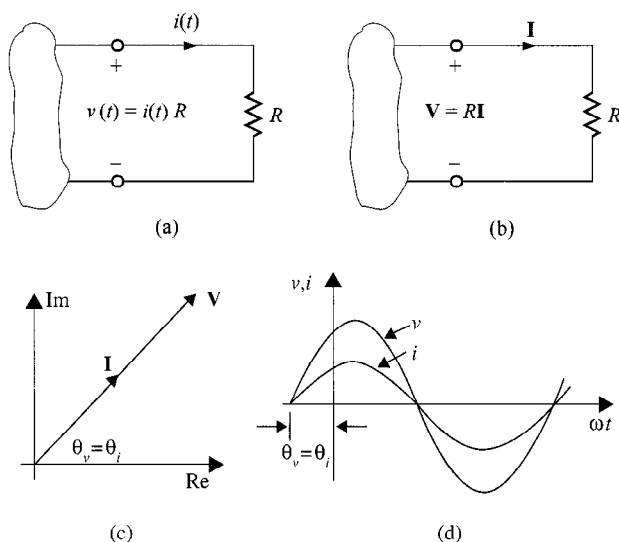 i(t)
+
v(t) = i(t) R
R
−
(a)
I
+
V = RI
R
−
(b)
Im
V
I
θv=θi
Re
(c)
v,i
v
i
ωt
θv=θi
(d)